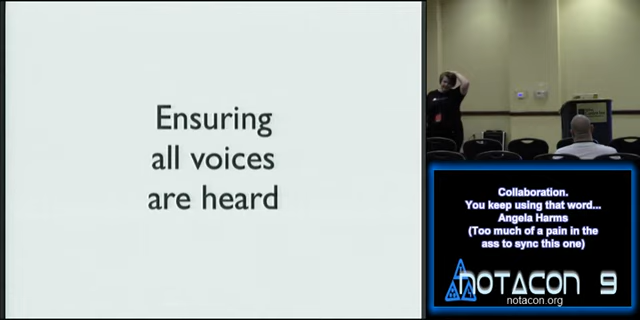 Ensuring
all voices
are heard
Collaboration.
You keep using that word...
Angela Harms
(Too much of a pain in the
ass to sync this one)
NOTACON 9
notacon.org